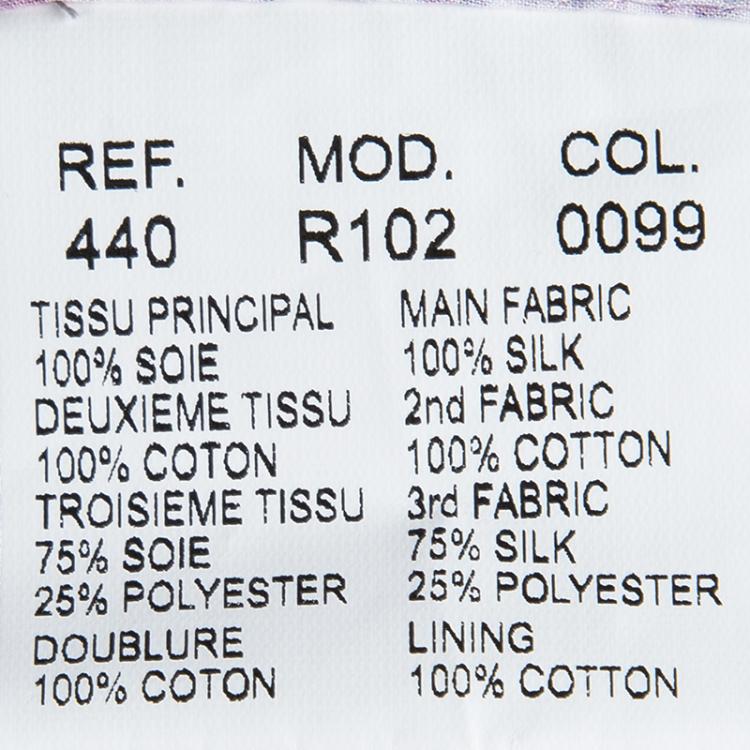 REF. MOD. COL.
440 R102 0099
TISSU PRINCIPAL MAIN FABRIC
100% SOIE 100% SILK
DEUXIEME TISSU 2nd FABRIC
100% COTON 100% COTTON
TROISIEME TISSU 3rd FABRIC
75% SOIE 75% SILK
25% POLYESTER 25% POLYESTER
DOUBLURE LINING
100% COTON 100% COTTON